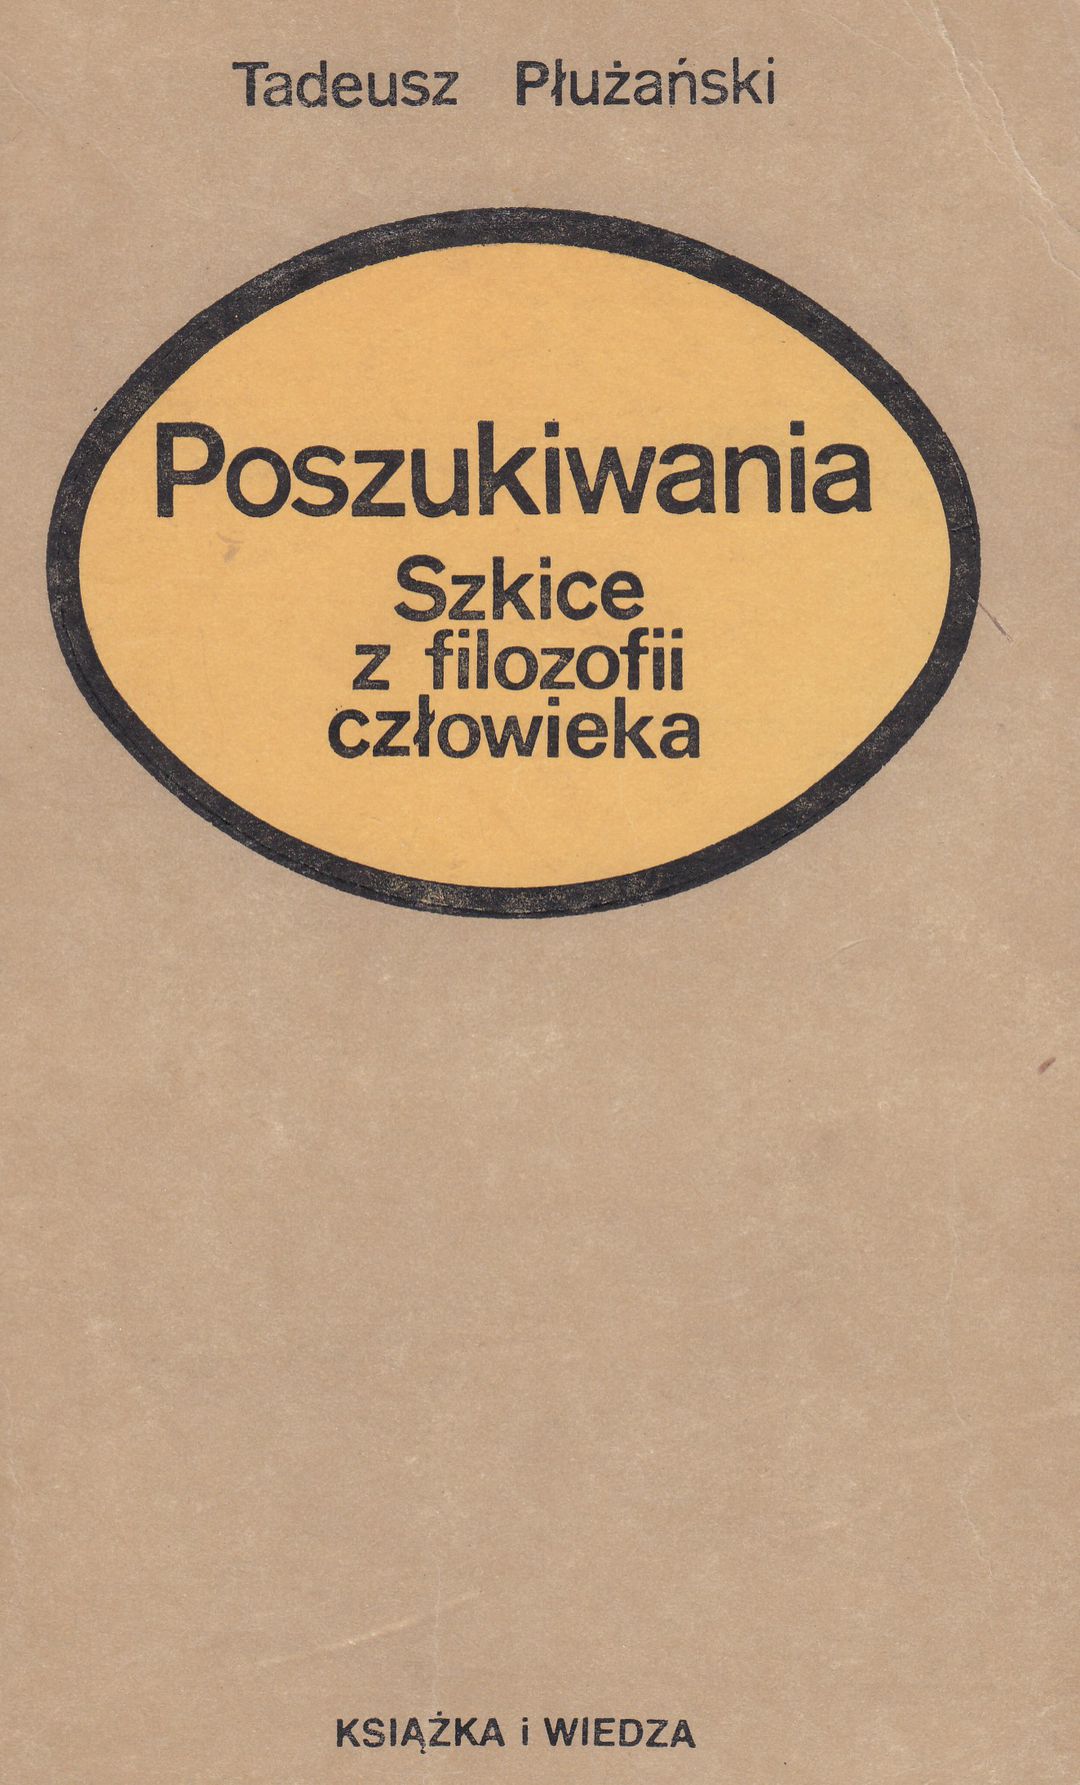 Tadeusz Płużański
Poszukiwania
Szkice
z filozofii
człowieka
KSIĄŻKA i WIEDZA